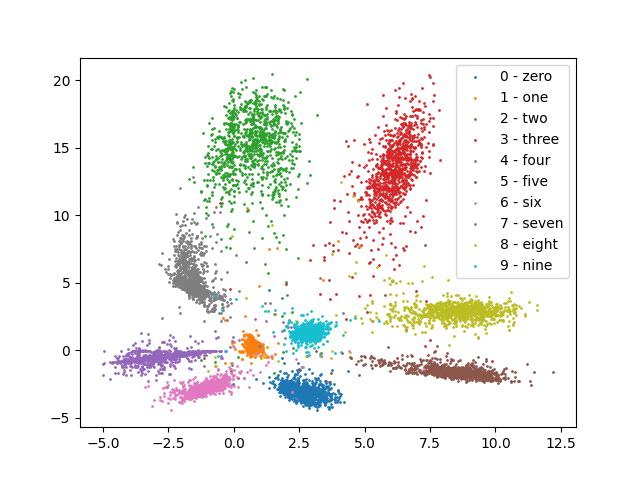 20
15
10
5
0
−5
−5.0 −2.5 0.0 2.5 5.0 7.5 10.0 12.5
0 - zero
1 - one
2 - two
3 - three
4 - four
5 - five
6 - six
7 - seven
8 - eight
9 - nine